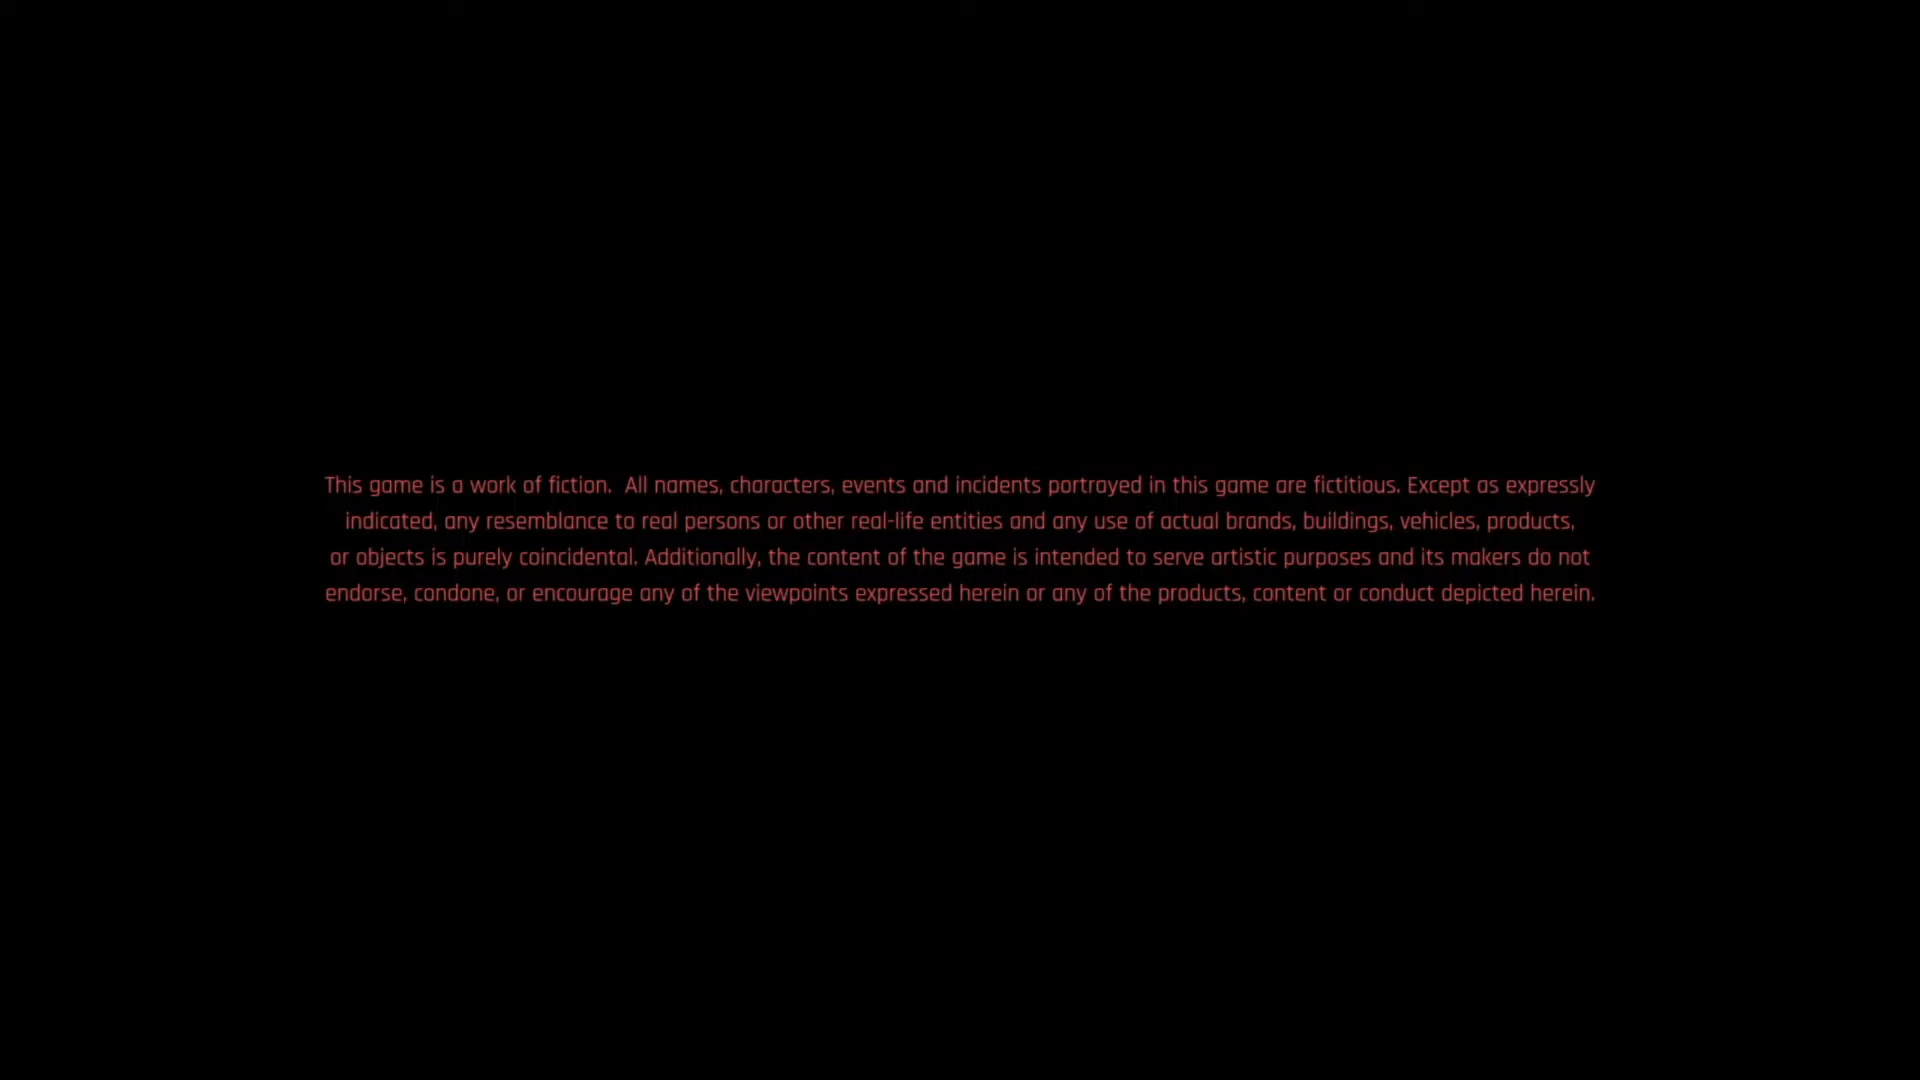 This game is a work of fiction.  All names, characters, events and incidents portrayed in this game are fictitious. Except as expressly
indicated, any resemblance to real persons or other real-life entities and any use of actual brands, buildings, vehicles, products,
or objects is purely coincidental. Additionally, the content of the game is intended to serve artistic purposes and its makers do not
endorse, condone, or encourage any of the viewpoints expressed herein or any of the products, content or conduct depicted herein.